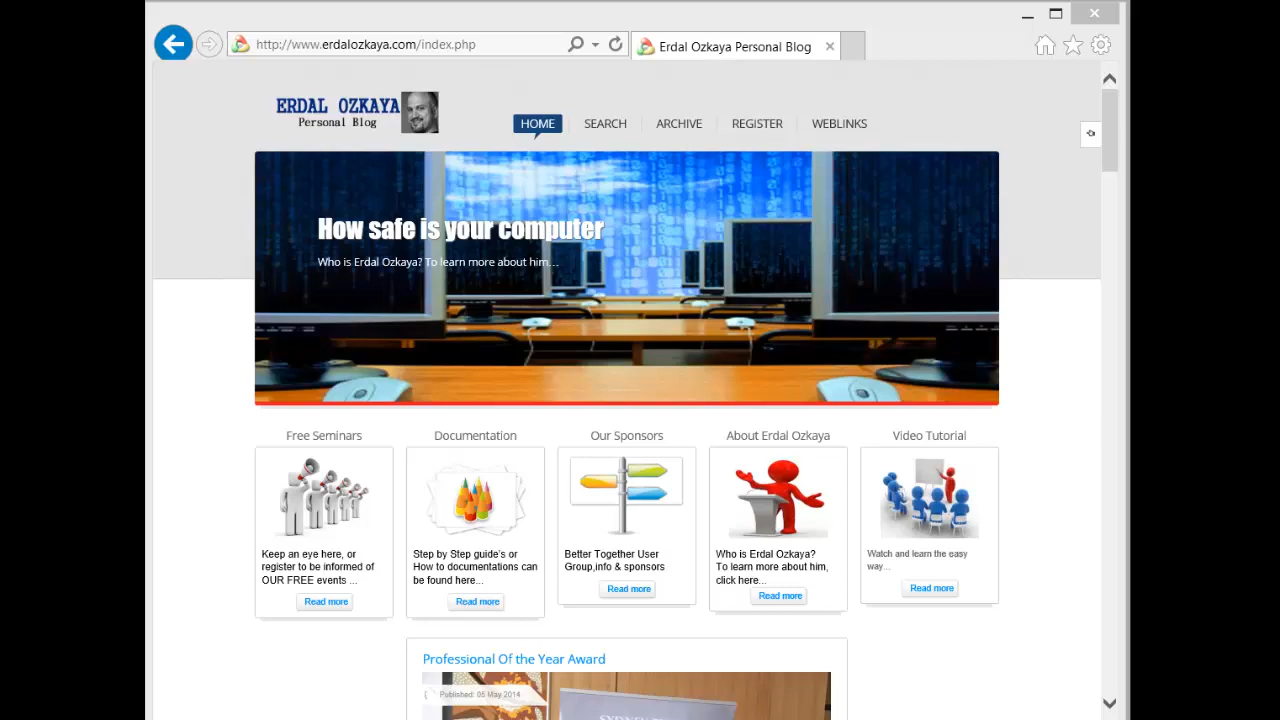 http://www.erdalozkaya.com/index.php
Erdal Ozkaya Personal Blog
ERDAL OZKAYA
Personal Blog
HOME
SEARCH
ARCHIVE
REGISTER
WEBLINKS
How safe is your computer
Who is Erdal Ozkaya? To learn more about him...
Free Seminars
Documentation
Our Sponsors
About Erdal Ozkaya
Video Tutorial
Keep an eye here, or
register to be informed of
OUR FREE events ...
Read more
Step by Step guide's or
How to documentations can
be found here...
Read more
Better Together User
Group,info & sponsors
Read more
Who is Erdal Ozkaya?
To learn more about him,
click here...
Read more
Watch and learn the easy
way...
Read more
Professional Of the Year Award
Published: 05 May 2014